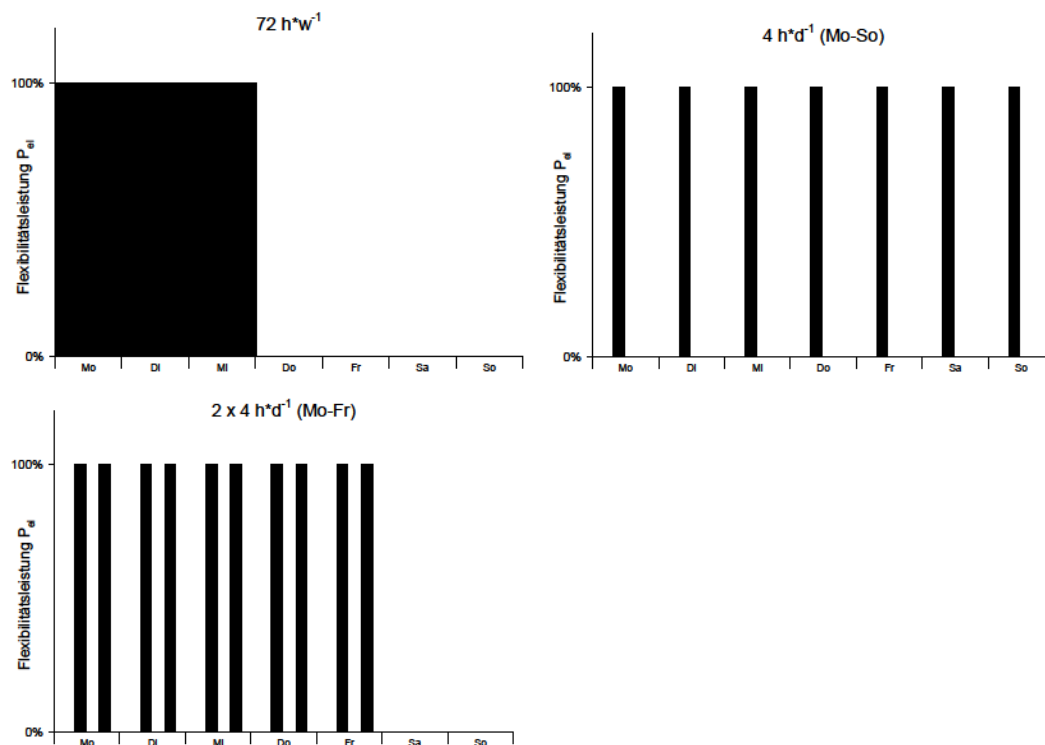 72 h*w⁻¹
100%
Flexibilitätsleistung Pel
0%
Mo DI MI Do Fr Sa So
4 h*d⁻¹ (Mo-So)
100%
Flexibilitätsleistung Pel
0%
Mo DI MI Do Fr Sa So
2 x 4 h*d⁻¹ (Mo-Fr)
100%
Flexibilitätsleistung Pel
0%
Mo DI MI Do Fr Sa So